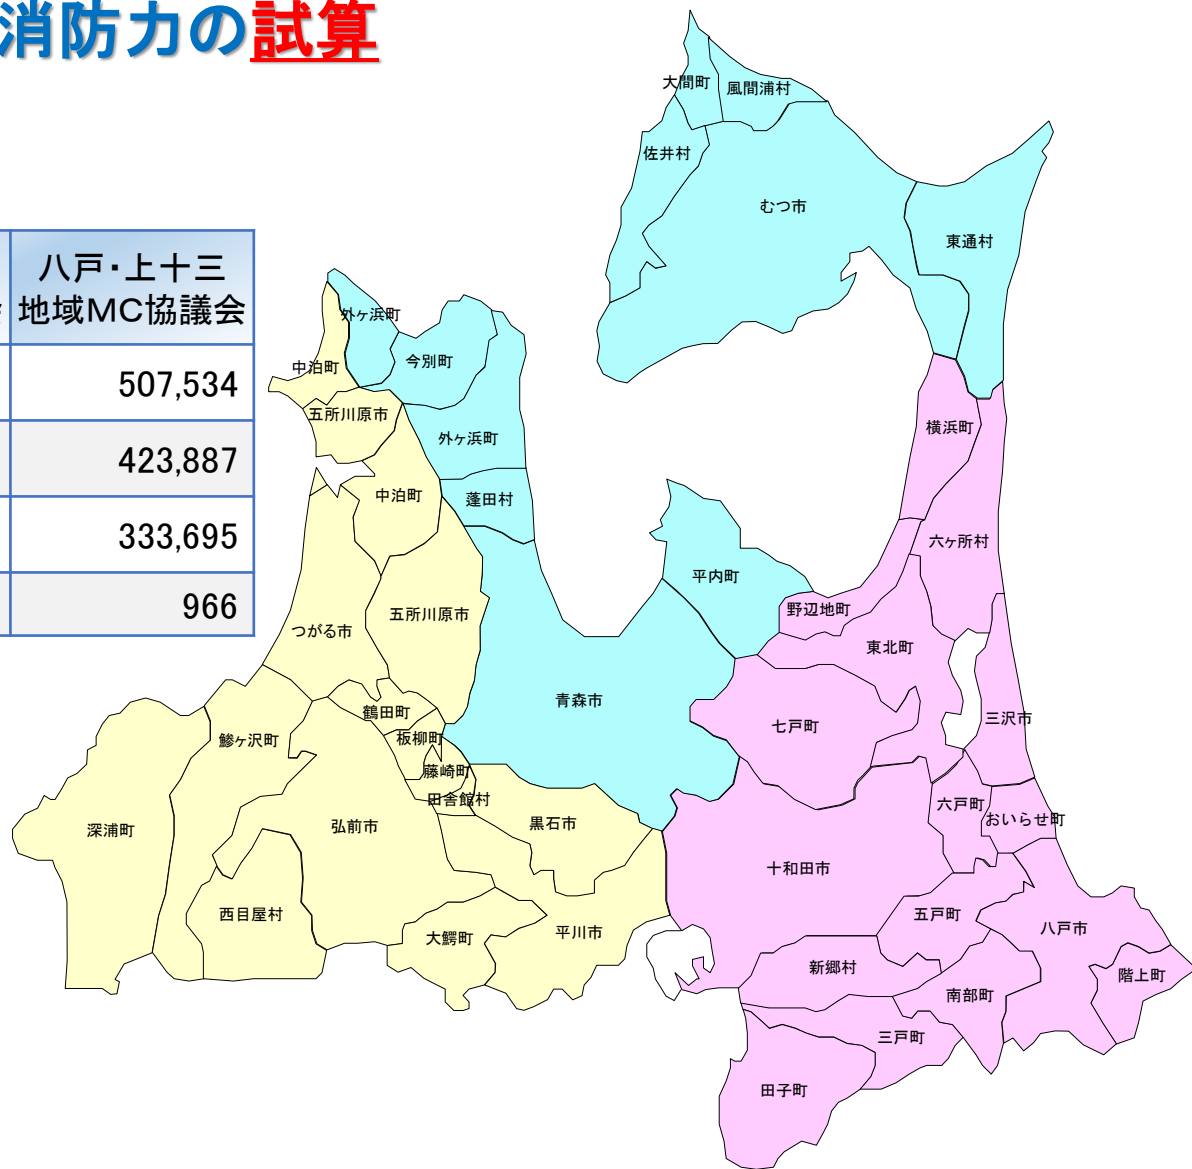 消防力の試算
八戸・上十三
地域MC協議会
507,534
423,887
333,695
966
大間町
風間浦村
佐井村
むつ市
東通村
外ヶ浜町
今別町
中泊町
五所川原市
外ヶ浜町
横浜町
中泊町
蓬田村
六ヶ所村
平内町
野辺地町
五所川原市
つがる市
東北町
青森市
鶴田町
三沢市
七戸町
板柳町
鰺ヶ沢町
藤崎町
田舎館村
六戸町
おいらせ町
深浦町
弘前市
黒石市
十和田市
西目屋村
五戸町
八戸市
大鰐町
平川市
新郷村
階上町
南部町
三戸町
田子町